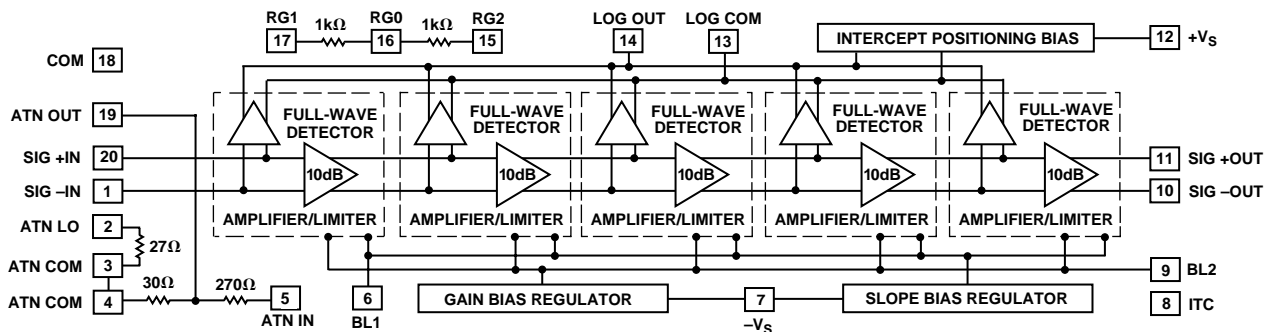 RG1 1kΩ RG0 1kΩ RG2
17 16 15
LOG OUT LOG COM
14 13
INTERCEPT POSITIONING BIAS 12 +VS
COM 18
ATN OUT 19
SIG +IN 20
SIG –IN 1
ATN LO 2
27Ω
ATN COM 3
ATN COM 4
30Ω 270Ω
5
ATN IN
FULL-WAVE DETECTOR
10dB
AMPLIFIER/LIMITER
FULL-WAVE DETECTOR
10dB
AMPLIFIER/LIMITER
FULL-WAVE DETECTOR
10dB
AMPLIFIER/LIMITER
FULL-WAVE DETECTOR
10dB
AMPLIFIER/LIMITER
FULL-WAVE DETECTOR
10dB
AMPLIFIER/LIMITER
11 SIG +OUT
10 SIG –OUT
9 BL2
8 ITC
6
BL1
GAIN BIAS REGULATOR
7
–VS
SLOPE BIAS REGULATOR